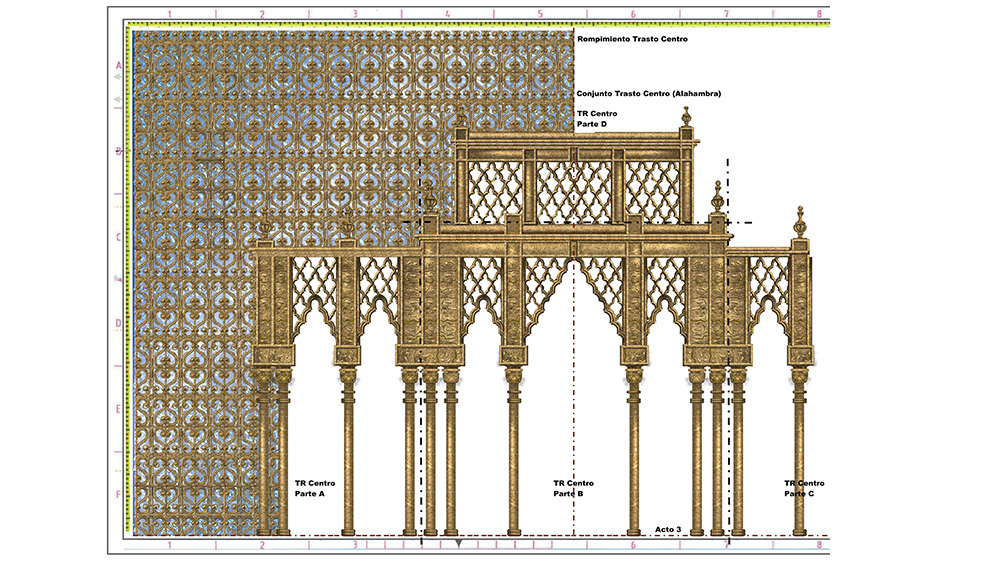 1 2 3 4 5 6 7 8
Rompimiento Trasto Centro
A
Conjunto Trasto Centro (Alahambra)
TR Centro
Parte D
B
C
D
E
TR Centro
Parte A
TR Centro
Parte B
TR Centro
Parte C
F
Acto 3
1 2 3 4 5 6 7 8